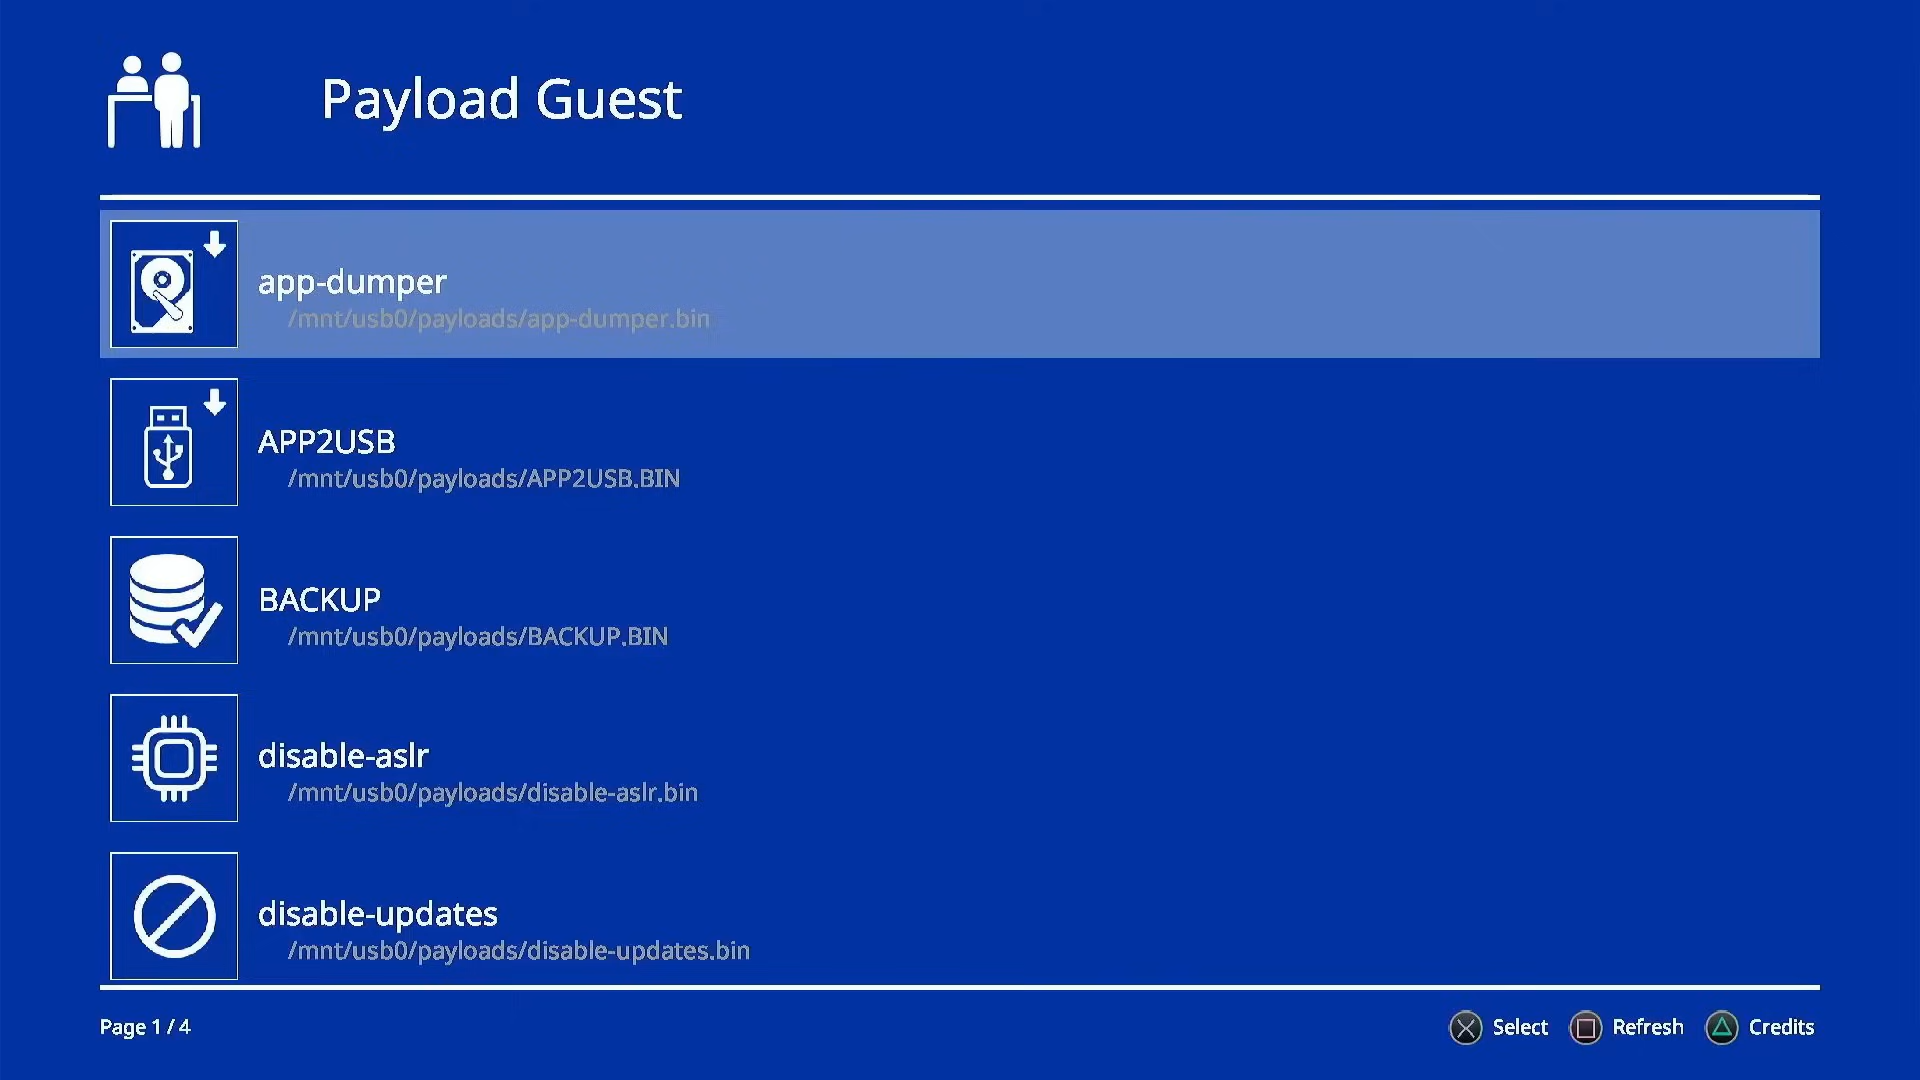 Payload Guest
app-dumper
/mnt/usb0/payloads/app-dumper.bin
APP2USB
/mnt/usb0/payloads/APP2USB.BIN
BACKUP
/mnt/usb0/payloads/BACKUP.BIN
disable-aslr
/mnt/usb0/payloads/disable-aslr.bin
disable-updates
/mnt/usb0/payloads/disable-updates.bin
Page 1 / 4 Select Refresh Credits